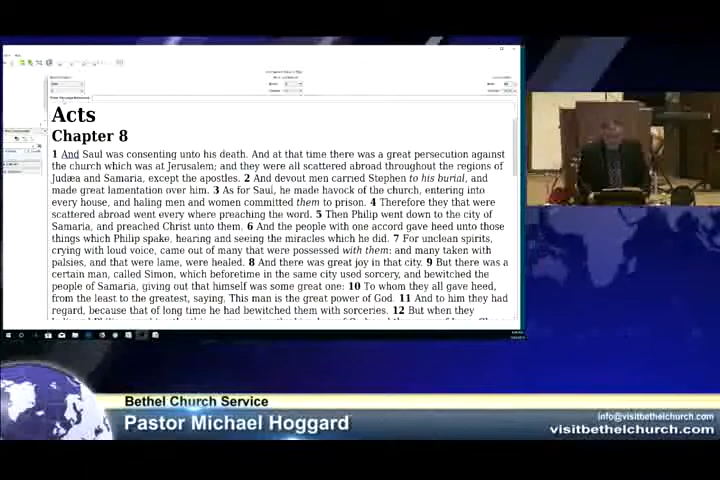 Acts
Chapter 8
1 And Saul was consenting unto his death. And at that time there was a great persecution against
the church which was at Jerusalem; and they were all scattered abroad throughout the regions of
Judæa and Samaria, except the apostles. 2 And devout men carried Stephen to his burial, and
made great lamentation over him. 3 As for Saul, he made havock of the church, entering into
every house, and haling men and women committed them to prison. 4 Therefore they that were
scattered abroad went every where preaching the word. 5 Then Philip went down to the city of
Samaria, and preached Christ unto them. 6 And the people with one accord gave heed unto those
things which Philip spake, hearing and seeing the miracles which he did. 7 For unclean spirits,
crying with loud voice, came out of many that were possessed with them: and many taken with
palsies, and that were lame, were healed. 8 And there was great joy in that city. 9 But there was a
certain man, called Simon, which beforetime in the same city used sorcery, and bewitched the
people of Samaria, giving out that himself was some great one: 10 To whom they all gave heed,
from the least to the greatest, saying, This man is the great power of God. 11 And to him they had
regard, because that of long time he had bewitched them with sorceries. 12 But when they
Bethel Church Service
Pastor Michael Hoggard
info@visitbethelchurch.com
visitbethelchurch.com